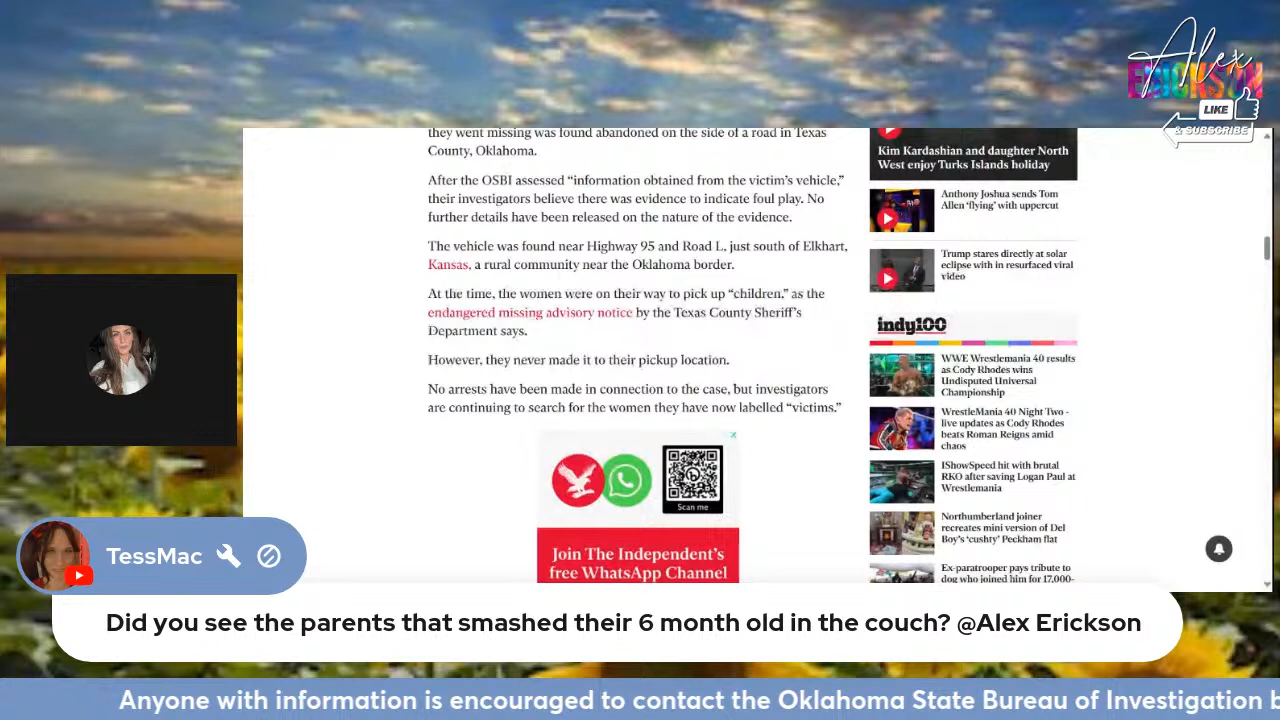 Alex
ERICKSON
LIKE
& SUBSCRIBE
they went missing was found abandoned on the side of a road in Texas
County, Oklahoma.
After the OSBI assessed “information obtained from the victim’s vehicle,”
their investigators believe there was evidence to indicate foul play. No
further details have been released on the nature of the evidence.
The vehicle was found near Highway 95 and Road L, just south of Elkhart,
Kansas, a rural community near the Oklahoma border.
At the time, the women were on their way to pick up “children,” as the
endangered missing advisory notice by the Texas County Sheriff’s
Department says.
However, they never made it to their pickup location.
No arrests have been made in connection to the case, but investigators
are continuing to search for the women they have now labelled “victims.”
Scan me
Join The Independent’s
free WhatsApp Channel
Kim Kardashian and daughter North
West enjoy Turks Islands holiday
Anthony Joshua sends Tom
Allen ‘flying’ with uppercut
Trump stares directly at solar
eclipse with in resurfaced viral
video
indy100
WWE Wrestlemania 40 results
as Cody Rhodes wins
Undisputed Universal
Championship
WrestleMania 40 Night Two -
live updates as Cody Rhodes
beats Roman Reigns amid
chaos
IShowSpeed hit with brutal
RKO after saving Logan Paul at
Wrestlemania
Northumberland joiner
recreates mini version of Del
Boy’s ‘cushty’ Peckham flat
Ex-paratrooper pays tribute to
dog who joined him for 17,000-
TessMac
Did you see the parents that smashed their 6 month old in the couch? @Alex Erickson
Anyone with information is encouraged to contact the Oklahoma State Bureau of Investigation b